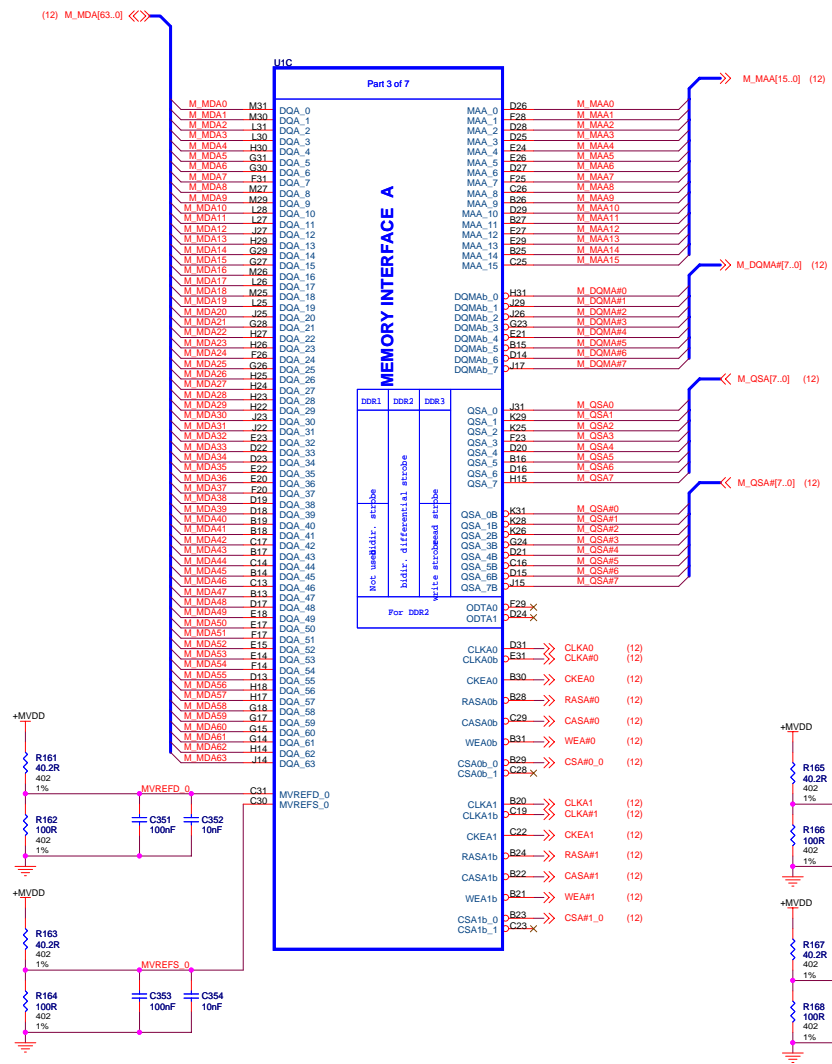 (12) M_MDA[63..0]
U1C
Part 3 of 7
MEMORY INTERFACE A
M_MDA0 M31 DQA_0
M_MDA1 M30 DQA_1
M_MDA2 L31 DQA_2
M_MDA3 L30 DQA_3
M_MDA4 H30 DQA_4
M_MDA5 G31 DQA_5
M_MDA6 G30 DQA_6
M_MDA7 F31 DQA_7
M_MDA8 M27 DQA_8
M_MDA9 M29 DQA_9
M_MDA10 L28 DQA_10
M_MDA11 L27 DQA_11
M_MDA12 J27 DQA_12
M_MDA13 H29 DQA_13
M_MDA14 G29 DQA_14
M_MDA15 G27 DQA_15
M_MDA16 M26 DQA_16
M_MDA17 L26 DQA_17
M_MDA18 M25 DQA_18
M_MDA19 L25 DQA_19
M_MDA20 J25 DQA_20
M_MDA21 G28 DQA_21
M_MDA22 H27 DQA_22
M_MDA23 H26 DQA_23
M_MDA24 F26 DQA_24
M_MDA25 G26 DQA_25
M_MDA26 H25 DQA_26
M_MDA27 H24 DQA_27
M_MDA28 H23 DQA_28
M_MDA29 H22 DQA_29
M_MDA30 J23 DQA_30
M_MDA31 J22 DQA_31
M_MDA32 E23 DQA_32
M_MDA33 D22 DQA_33
M_MDA34 D23 DQA_34
M_MDA35 E22 DQA_35
M_MDA36 E20 DQA_36
M_MDA37 F20 DQA_37
M_MDA38 D19 DQA_38
M_MDA39 D18 DQA_39
M_MDA40 B19 DQA_40
M_MDA41 B18 DQA_41
M_MDA42 C17 DQA_42
M_MDA43 B17 DQA_43
M_MDA44 C14 DQA_44
M_MDA45 B14 DQA_45
M_MDA46 C13 DQA_46
M_MDA47 B13 DQA_47
M_MDA48 D17 DQA_48
M_MDA49 E18 DQA_49
M_MDA50 E17 DQA_50
M_MDA51 F17 DQA_51
M_MDA52 E15 DQA_52
M_MDA53 E14 DQA_53
M_MDA54 F14 DQA_54
M_MDA55 D13 DQA_55
M_MDA56 H18 DQA_56
M_MDA57 H17 DQA_57
M_MDA58 G18 DQA_58
M_MDA59 G17 DQA_59
M_MDA60 G15 DQA_60
M_MDA61 G14 DQA_61
M_MDA62 H14 DQA_62
M_MDA63 J14 DQA_63
MVREFD_0 C31 MVREFD_0
C30 MVREFS_0
M_MAA[15..0] (12)
MAA_0 D26 M_MAA0
MAA_1 F28 M_MAA1
MAA_2 D28 M_MAA2
MAA_3 D25 M_MAA3
MAA_4 E24 M_MAA4
MAA_5 E26 M_MAA5
MAA_6 D27 M_MAA6
MAA_7 F25 M_MAA7
MAA_8 C26 M_MAA8
MAA_9 B26 M_MAA9
MAA_10 D29 M_MAA10
MAA_11 B27 M_MAA11
MAA_12 E27 M_MAA12
MAA_13 E29 M_MAA13
MAA_14 B25 M_MAA14
MAA_15 C25 M_MAA15
M_DQMA#[7..0] (12)
DQMAb_0 H31 M_DQMA#0
DQMAb_1 J29 M_DQMA#1
DQMAb_2 J26 M_DQMA#2
DQMAb_3 G23 M_DQMA#3
DQMAb_4 E21 M_DQMA#4
DQMAb_5 B15 M_DQMA#5
DQMAb_6 D14 M_DQMA#6
DQMAb_7 J17 M_DQMA#7
M_QSA[7..0] (12)
DDR1 DDR2 DDR3
Not used
bidir. strobe
bidir. differential strobe
write strobe
read strobe
For DDR2
QSA_0 J31 M_QSA0
QSA_1 K29 M_QSA1
QSA_2 K25 M_QSA2
QSA_3 F23 M_QSA3
QSA_4 D20 M_QSA4
QSA_5 B16 M_QSA5
QSA_6 D16 M_QSA6
QSA_7 H15 M_QSA7
M_QSA#[7..0] (12)
QSA_0B K31 M_QSA#0
QSA_1B K28 M_QSA#1
QSA_2B K26 M_QSA#2
QSA_3B G24 M_QSA#3
QSA_4B D21 M_QSA#4
QSA_5B C16 M_QSA#5
QSA_6B D15 M_QSA#6
QSA_7B J15 M_QSA#7
ODTA0 F29
ODTA1 D24
CLKA0 D31 CLKA0 (12)
CLKA0b E31 CLKA#0 (12)
CKEA0 B30 CKEA0 (12)
RASA0b B28 RASA#0 (12)
CASA0b C29 CASA#0 (12)
WEA0b B31 WEA#0 (12)
CSA0b_0 B29 CSA#0_0 (12)
CSA0b_1 C28
CLKA1 B20 CLKA1 (12)
CLKA1b C19 CLKA#1 (12)
CKEA1 C22 CKEA1 (12)
RASA1b B24 RASA#1 (12)
CASA1b B22 CASA#1 (12)
WEA1b B21 WEA#1 (12)
CSA1b_0 B23 CSA#1_0 (12)
CSA1b_1 C23
+MVDD
R161
40.2R
402
1%
R162
100R
402
1%
C351
100nF
C352
10nF
+MVDD
R163
40.2R
402
1%
MVREFS_0
R164
100R
402
1%
C353
100nF
C354
10nF
+MVDD
R165
40.2R
402
1%
R166
100R
402
1%
+MVDD
R167
40.2R
402
1%
R168
100R
402
1%